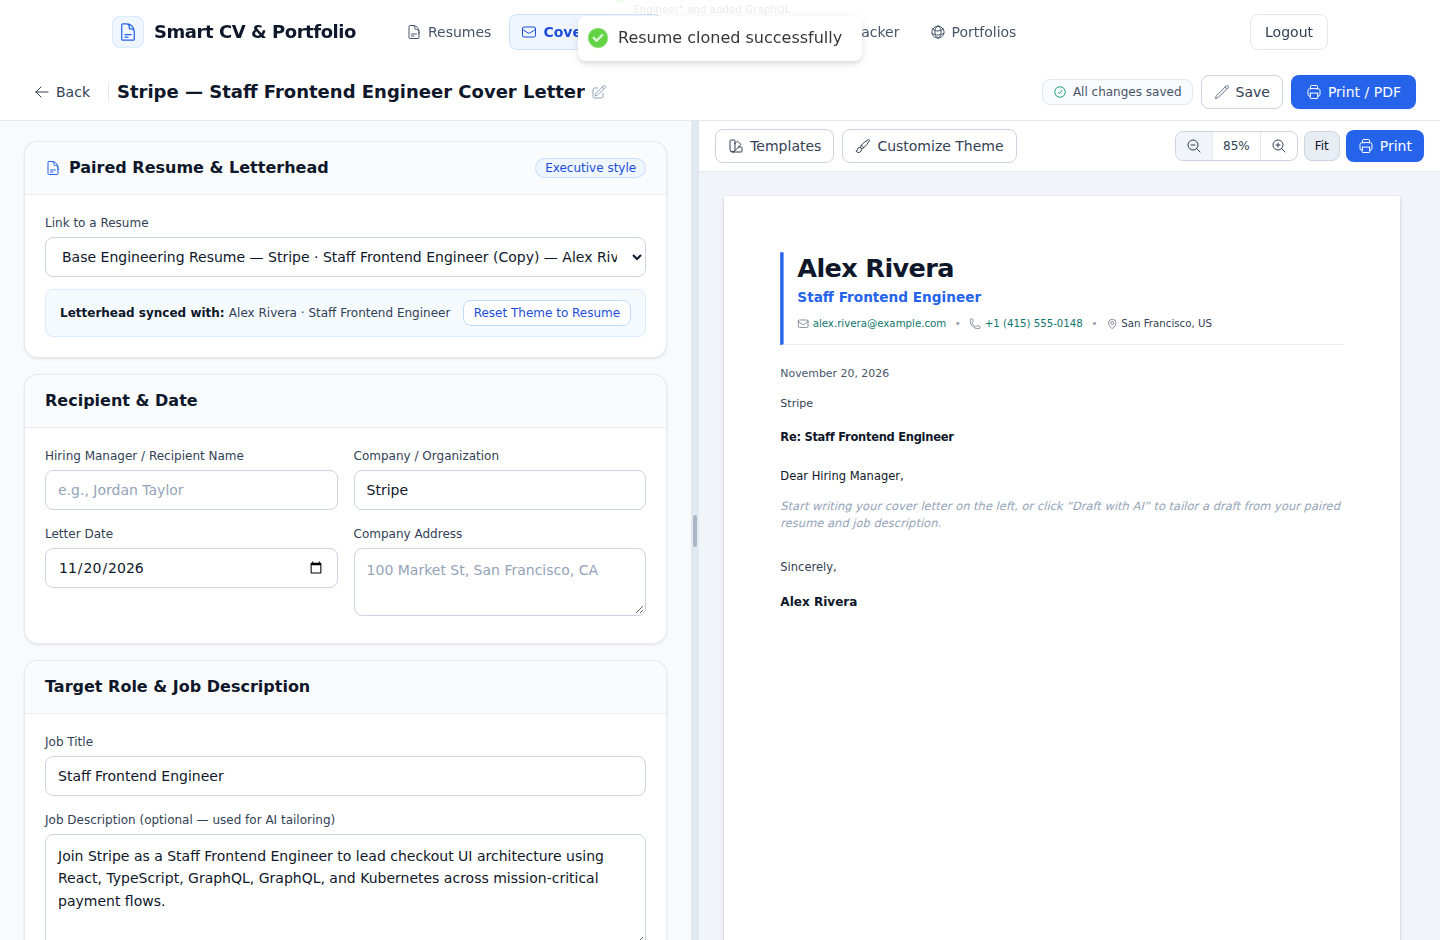 Engineer" and added GraphQL
Smart CV & Portfolio
Resumes
Cove
Resume cloned successfully
acker
Portfolios
Logout
Back
Stripe — Staff Frontend Engineer Cover Letter
All changes saved
Save
Print / PDF
Paired Resume & Letterhead
Executive style
Link to a Resume
Base Engineering Resume — Stripe · Staff Frontend Engineer (Copy) — Alex Riv
Letterhead synced with: Alex Rivera · Staff Frontend Engineer
Reset Theme to Resume
Recipient & Date
Hiring Manager / Recipient Name
e.g., Jordan Taylor
Company / Organization
Stripe
Letter Date
11/20/2026
Company Address
100 Market St, San Francisco, CA
Target Role & Job Description
Job Title
Staff Frontend Engineer
Job Description (optional — used for AI tailoring)
Join Stripe as a Staff Frontend Engineer to lead checkout UI architecture using
React, TypeScript, GraphQL, GraphQL, and Kubernetes across mission-critical
payment flows.
Templates
Customize Theme
85%
Fit
Print
Alex Rivera
Staff Frontend Engineer
alex.rivera@example.com • +1 (415) 555-0148 • San Francisco, US
November 20, 2026
Stripe
Re: Staff Frontend Engineer
Dear Hiring Manager,
Start writing your cover letter on the left, or click “Draft with AI” to tailor a draft from your paired
resume and job description.
Sincerely,
Alex Rivera